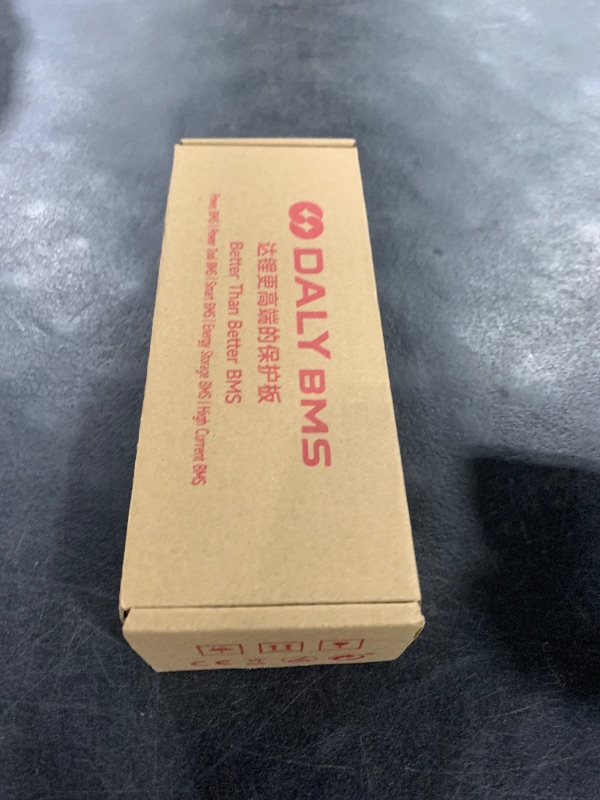 DALY BMS
达锂更高端的保护板
Better Than Better BMS
Power BMS | Power Tool BMS | Smart BMS | Energy Storage BMS | High Current BMS